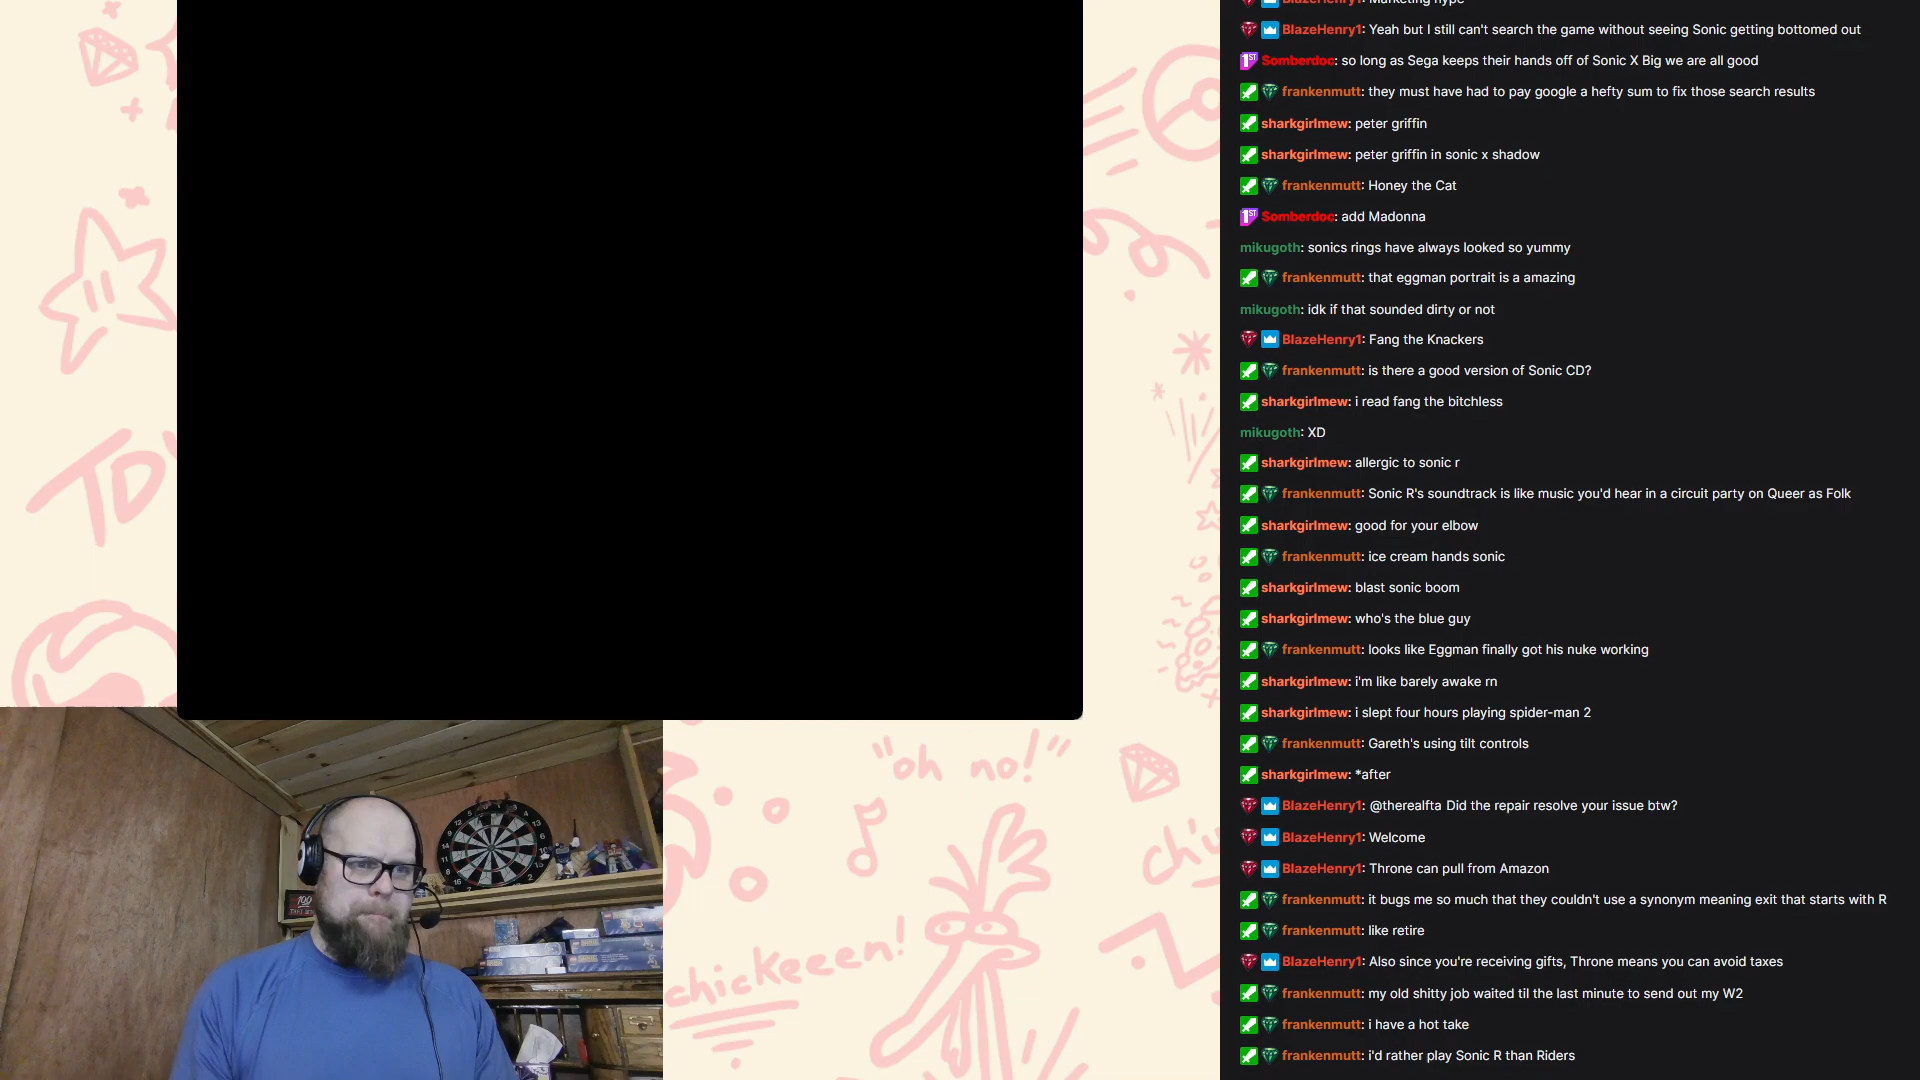 BlazeHenry1: Marketing hype
BlazeHenry1: Yeah but I still can't search the game without seeing Sonic getting bottomed out
Somberdoc: so long as Sega keeps their hands off of Sonic X Big we are all good
frankenmutt: they must have had to pay google a hefty sum to fix those search results
sharkgirlmew: peter griffin
sharkgirlmew: peter griffin in sonic x shadow
frankenmutt: Honey the Cat
Somberdoc: add Madonna
mikugoth: sonics rings have always looked so yummy
frankenmutt: that eggman portrait is a amazing
mikugoth: idk if that sounded dirty or not
BlazeHenry1: Fang the Knackers
frankenmutt: is there a good version of Sonic CD?
sharkgirlmew: i read fang the bitchless
mikugoth: XD
sharkgirlmew: allergic to sonic r
frankenmutt: Sonic R's soundtrack is like music you'd hear in a circuit party on Queer as Folk
sharkgirlmew: good for your elbow
frankenmutt: ice cream hands sonic
sharkgirlmew: blast sonic boom
sharkgirlmew: who's the blue guy
frankenmutt: looks like Eggman finally got his nuke working
sharkgirlmew: i'm like barely awake rn
sharkgirlmew: i slept four hours playing spider-man 2
frankenmutt: Gareth's using tilt controls
sharkgirlmew: *after
BlazeHenry1: @therealfta Did the repair resolve your issue btw?
BlazeHenry1: Welcome
BlazeHenry1: Throne can pull from Amazon
frankenmutt: it bugs me so much that they couldn't use a synonym meaning exit that starts with R
frankenmutt: like retire
BlazeHenry1: Also since you're receiving gifts, Throne means you can avoid taxes
frankenmutt: my old shitty job waited til the last minute to send out my W2
frankenmutt: i have a hot take
frankenmutt: i'd rather play Sonic R than Riders
"oh no!"
chickeeen!